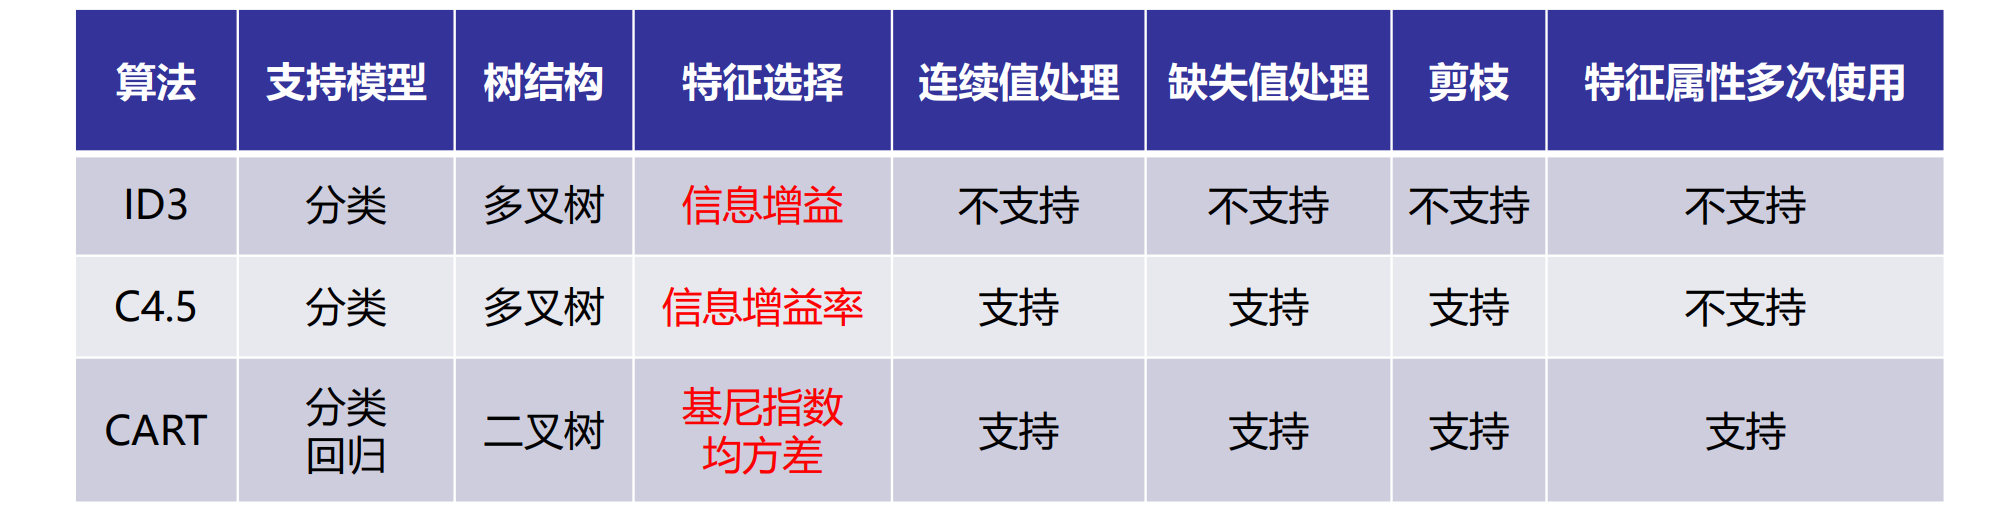 算法 支持模型 树结构 特征选择 连续值处理 缺失值处理 剪枝 特征属性多次使用
ID3 分类 多叉树 信息增益 不支持 不支持 不支持 不支持
C4.5 分类 多叉树 信息增益率 支持 支持 支持 不支持
CART 分类 回归 二叉树 基尼指数 均方差 支持 支持 支持 支持